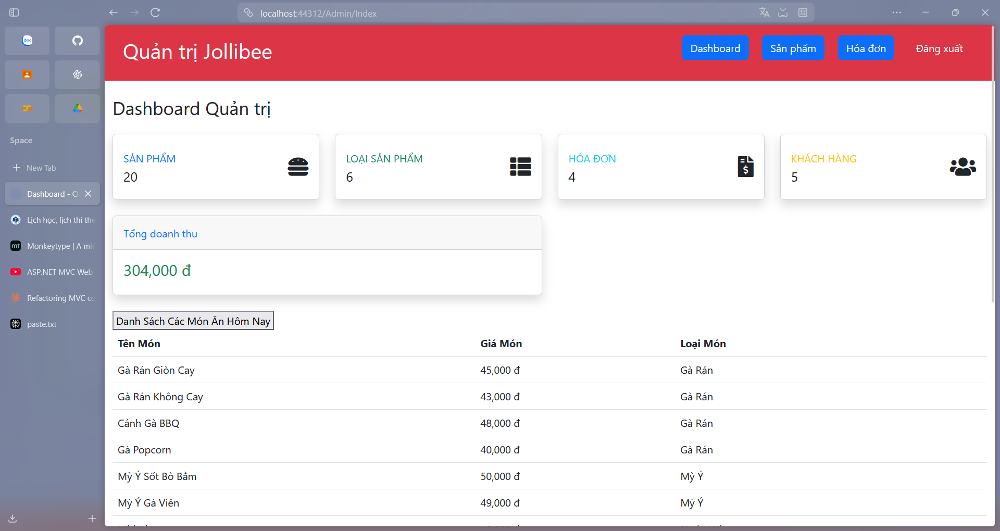 localhost:44312/Admin/Index
Zalo
Space
New Tab
Dashboard - Q
Lịch học, lịch thi the
mt Monkeytype | A min
ASP.NET MVC Web
Refactoring MVC co
paste.txt
Quản trị Jollibee
Dashboard Sản phẩm Hóa đơn Đăng xuất
Dashboard Quản trị
SẢN PHẨM
20
LOẠI SẢN PHẨM
6
HÓA ĐƠN
4
KHÁCH HÀNG
5
Tổng doanh thu
304,000 đ
Danh Sách Các Món Ăn Hôm Nay
Tên Món Giá Món Loại Món
Gà Rán Giòn Cay 45,000 đ Gà Rán
Gà Rán Không Cay 43,000 đ Gà Rán
Cánh Gà BBQ 48,000 đ Gà Rán
Gà Popcorn 40,000 đ Gà Rán
Mỳ Ý Sốt Bò Bằm 50,000 đ Mỳ Ý
Mỳ Ý Gà Viên 49,000 đ Mỳ Ý